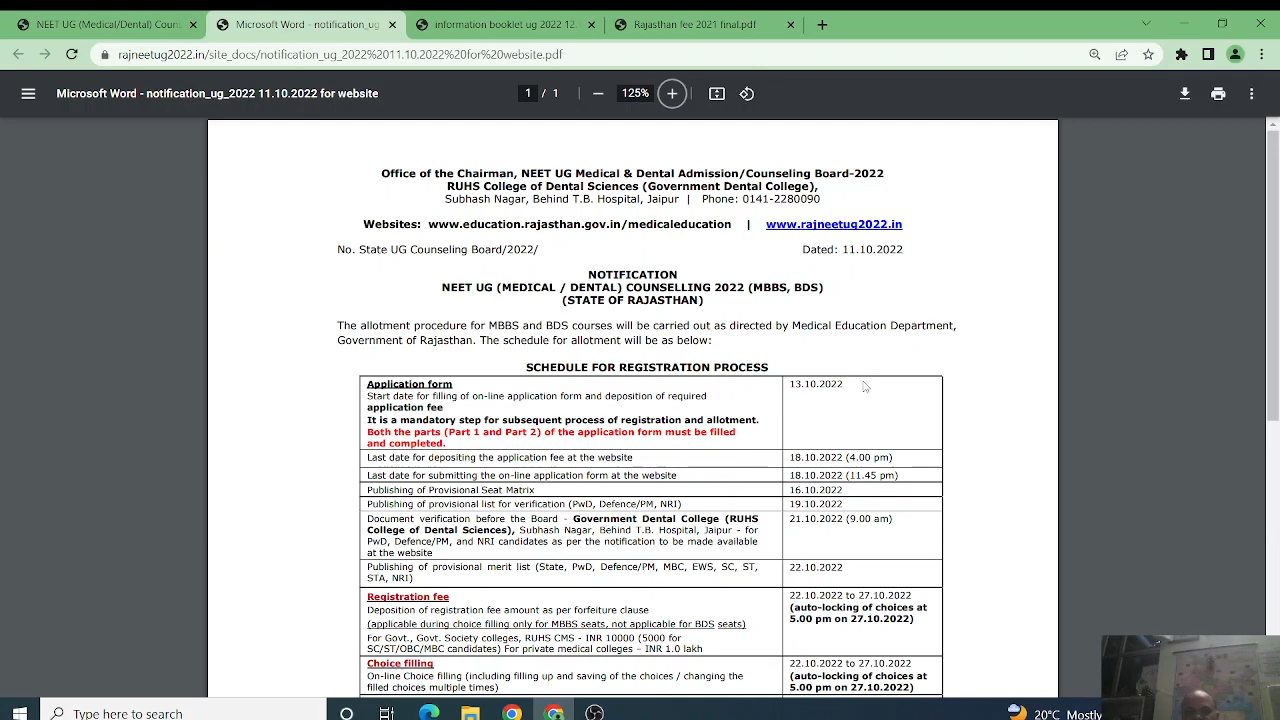 NEET UG (Medical/Dental) Coun
Microsoft Word - notification_ug_
information booklet ug 2022 12.
Rajasthan fee 2021 final.pdf
rajneetug2022.in/site_docs/notification_ug_2022%2011.10.2022%20for%20website.pdf
Microsoft Word - notification_ug_2022 11.10.2022 for website
1 / 1
125%
Office of the Chairman, NEET UG Medical & Dental Admission/Counseling Board-2022
RUHS College of Dental Sciences (Government Dental College),
Subhash Nagar, Behind T.B. Hospital, Jaipur | Phone: 0141-2280090
Websites: www.education.rajasthan.gov.in/medicaleducation | www.rajneetug2022.in
No. State UG Counseling Board/2022/ Dated: 11.10.2022
NOTIFICATION
NEET UG (MEDICAL / DENTAL) COUNSELLING 2022 (MBBS, BDS)
(STATE OF RAJASTHAN)
The allotment procedure for MBBS and BDS courses will be carried out as directed by Medical Education Department,
Government of Rajasthan. The schedule for allotment will be as below:
SCHEDULE FOR REGISTRATION PROCESS
Application form 13.10.2022
Start date for filling of on-line application form and deposition of required
application fee
It is a mandatory step for subsequent process of registration and allotment.
Both the parts (Part 1 and Part 2) of the application form must be filled
and completed.
Last date for depositing the application fee at the website 18.10.2022 (4.00 pm)
Last date for submitting the on-line application form at the website 18.10.2022 (11.45 pm)
Publishing of Provisional Seat Matrix 16.10.2022
Publishing of provisional list for verification (PwD, Defence/PM, NRI) 19.10.2022
Document verification before the Board - Government Dental College (RUHS 21.10.2022 (9.00 am)
College of Dental Sciences), Subhash Nagar, Behind T.B. Hospital, Jaipur - for
PwD, Defence/PM, and NRI candidates as per the notification to be made available
at the website
Publishing of provisional merit list (State, PwD, Defence/PM, MBC, EWS, SC, ST, 22.10.2022
STA, NRI)
Registration fee 22.10.2022 to 27.10.2022
Deposition of registration fee amount as per forfeiture clause (auto-locking of choices at
(applicable during choice filling only for MBBS seats, not applicable for BDS seats) 5.00 pm on 27.10.2022)
For Govt., Govt. Society colleges, RUHS CMS - INR 10000 (5000 for
SC/ST/OBC/MBC candidates) For private medical colleges – INR 1.0 lakh
Choice filling 22.10.2022 to 27.10.2022
On-line Choice filling (including filling up and saving of the choices / changing the (auto-locking of choices at
filled choices multiple times) 5.00 pm on 27.10.2022)
Type here to search
20°C Mostly